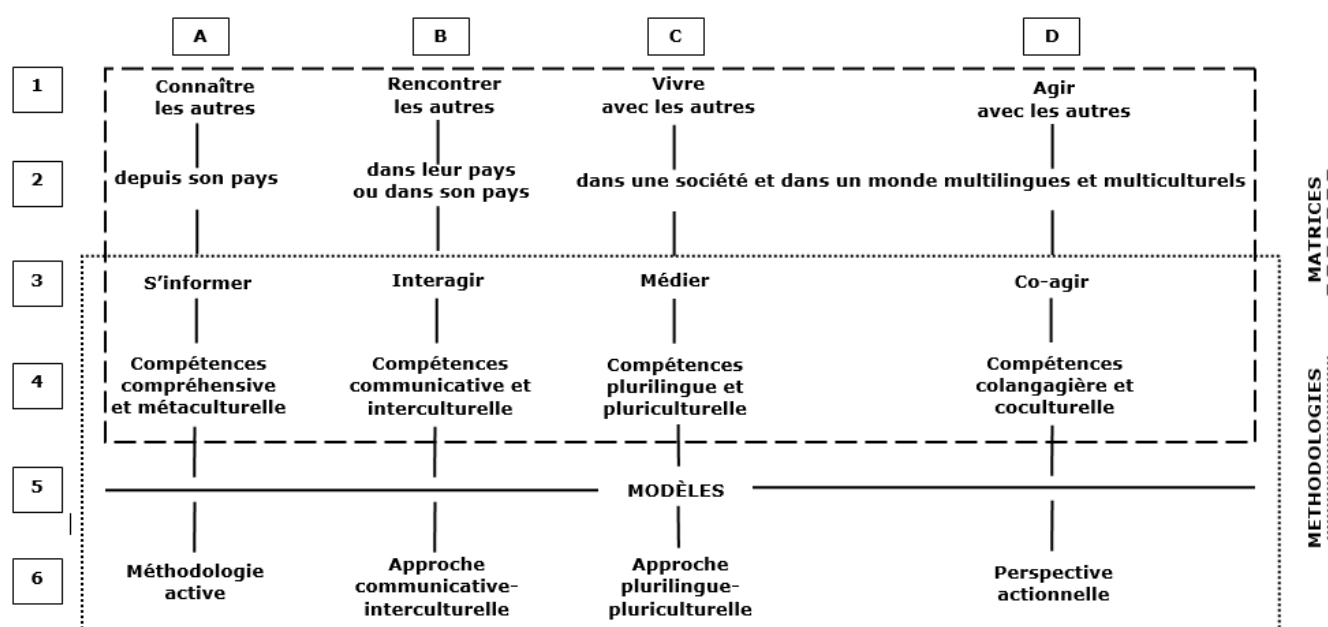 A B C D
1
Connaître
les autres
Rencontrer
les autres
Vivre
avec les autres
Agir
avec les autres
2
depuis son pays
dans leur pays
ou dans son pays
dans une société et dans un monde multilingues et multiculturels
3
S’informer
Interagir
Médier
Co-agir
4
Compétences
compréhensive
et métaculturelle
Compétences
communicative et
interculturelle
Compétences
plurilingue et
pluriculturelle
Compétences
colangagière et
coculturelle
5
MODÈLES
6
Méthodologie
active
Approche
communicative-
interculturelle
Approche
plurilingue-
pluriculturelle
Perspective
actionnelle
MATRICES
METHODOLOGIES